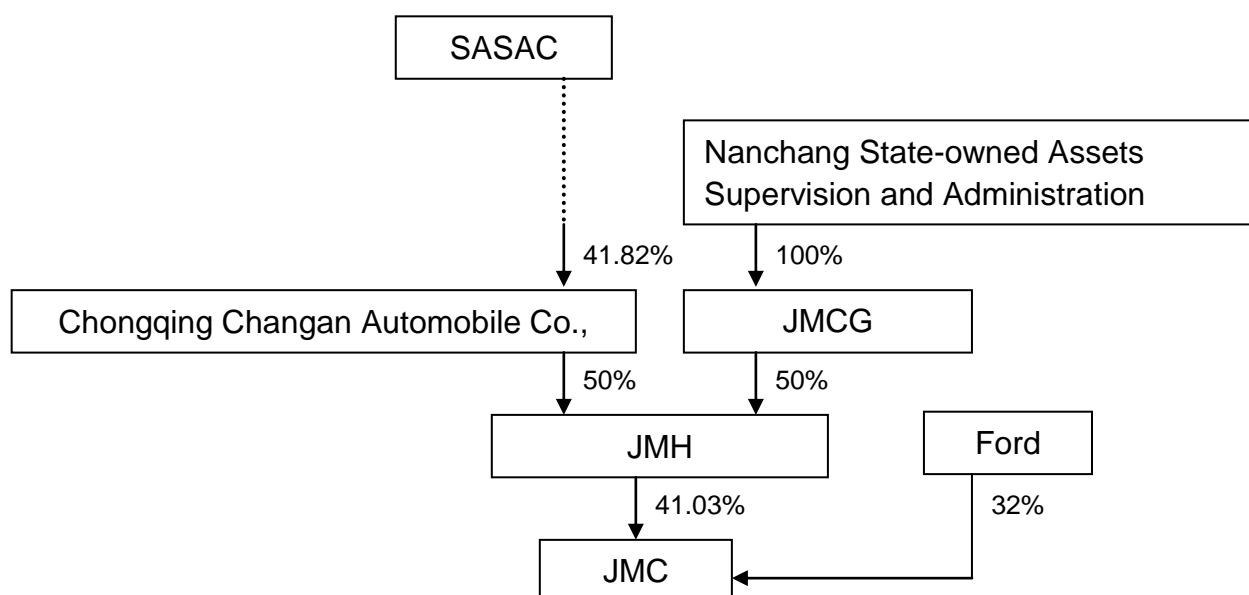 SASAC
Nanchang State-owned Assets
Supervision and Administration
41.82%
100%
Chongqing Changan Automobile Co.,
JMCG
50%
50%
JMH
Ford
41.03%
32%
JMC